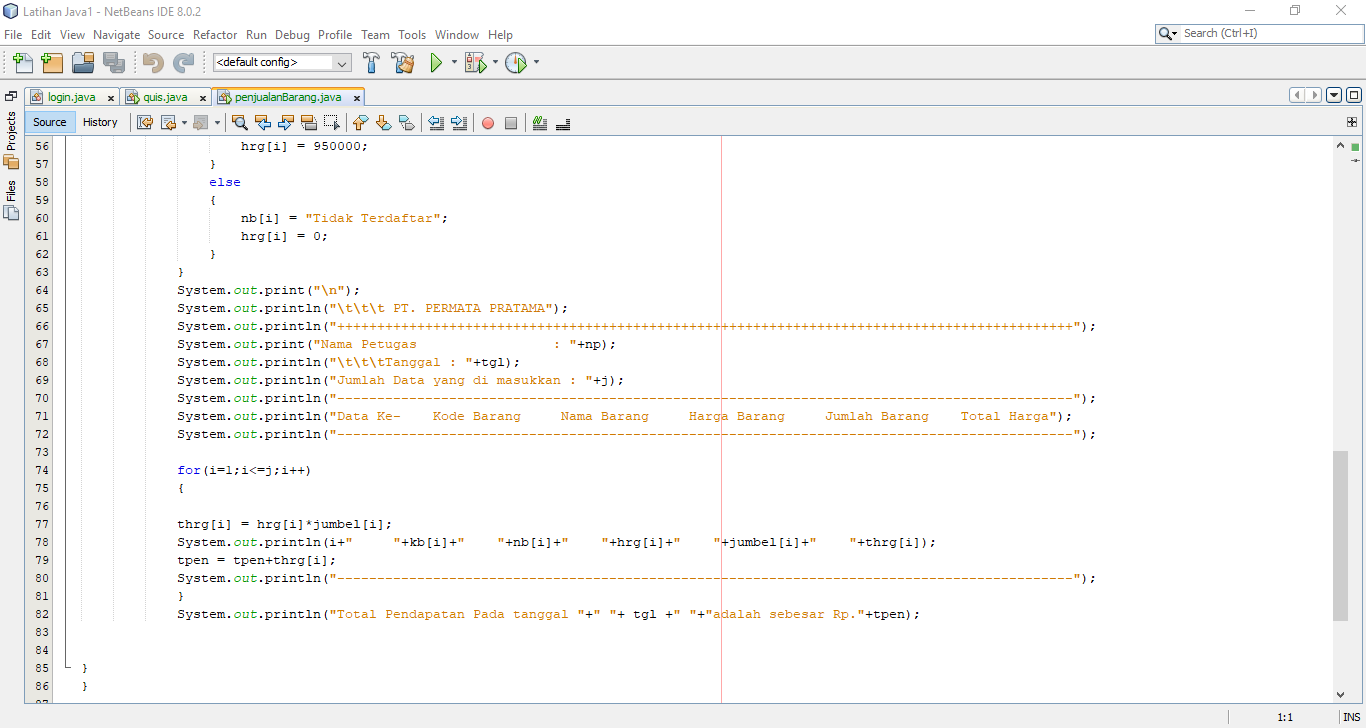 Latihan Java1 - NetBeans IDE 8.0.2
File Edit View Navigate Source Refactor Run Debug Profile Team Tools Window Help
Search (Ctrl+I)
<default config>
login.java quis.java penjualanBarang.java
Projects
Files
Source History
56 hrg[i] = 950000;
57 }
58 else
59 {
60 nb[i] = "Tidak Terdaftar";
61 hrg[i] = 0;
62 }
63 }
64 System.out.print("\n");
65 System.out.println("\t\t\t PT. PERMATA PRATAMA");
66 System.out.println("++++++++++++++++++++++++++++++++++++++++++++++++++++++++++++++++++++++++++++++++++++++++++++");
67 System.out.print("Nama Petugas                 : "+np);
68 System.out.println("\t\t\tTanggal : "+tgl);
69 System.out.println("Jumlah Data yang di masukkan : "+j);
70 System.out.println("--------------------------------------------------------------------------------------------");
71 System.out.println("Data Ke-    Kode Barang     Nama Barang     Harga Barang     Jumlah Barang    Total Harga");
72 System.out.println("--------------------------------------------------------------------------------------------");
73
74 for(i=1;i<=j;i++)
75 {
76
77 thrg[i] = hrg[i]*jumbel[i];
78 System.out.println(i+"     "+kb[i]+"    "+nb[i]+"    "+hrg[i]+"    "+jumbel[i]+"    "+thrg[i]);
79 tpen = tpen+thrg[i];
80 System.out.println("--------------------------------------------------------------------------------------------");
81 }
82 System.out.println("Total Pendapatan Pada tanggal "+" "+ tgl +" "+"adalah sebesar Rp."+tpen);
83
84
85 }
86 }
87
1:1 INS